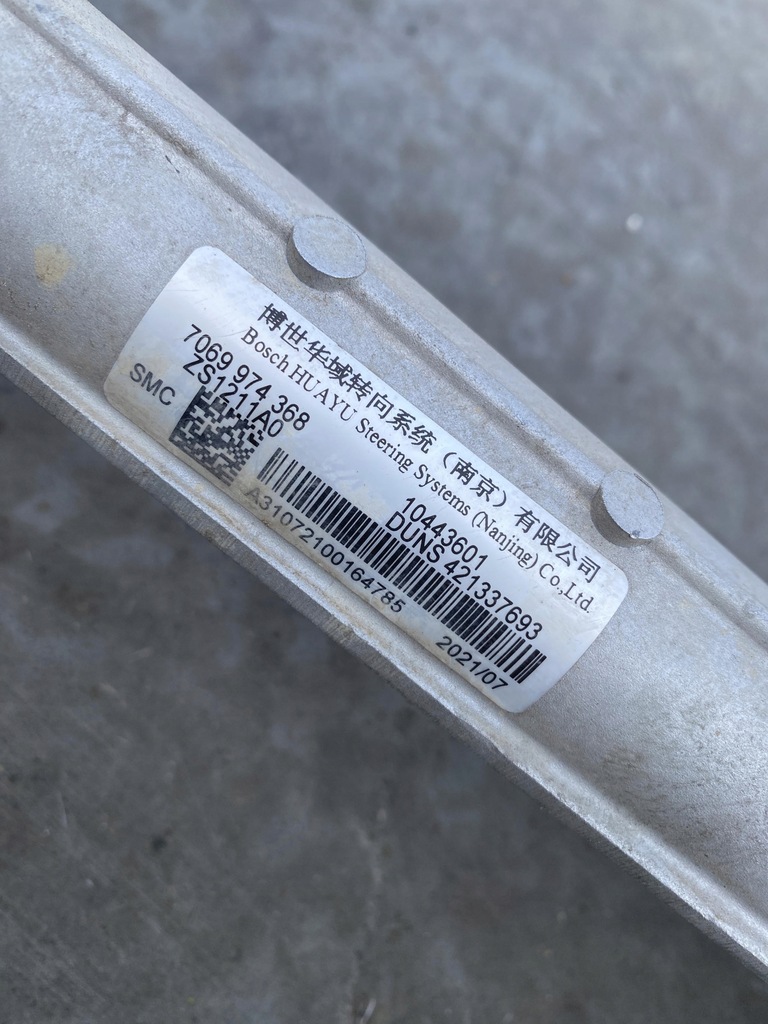 博世华域转向系统（南京）有限公司
Bosch HUAYU Steering Systems (Nanjing) Co.,Ltd.
7069 974 368
10443601
ZS1211A0
DUNS 421337693
SMC
A31072100164785
2021/07